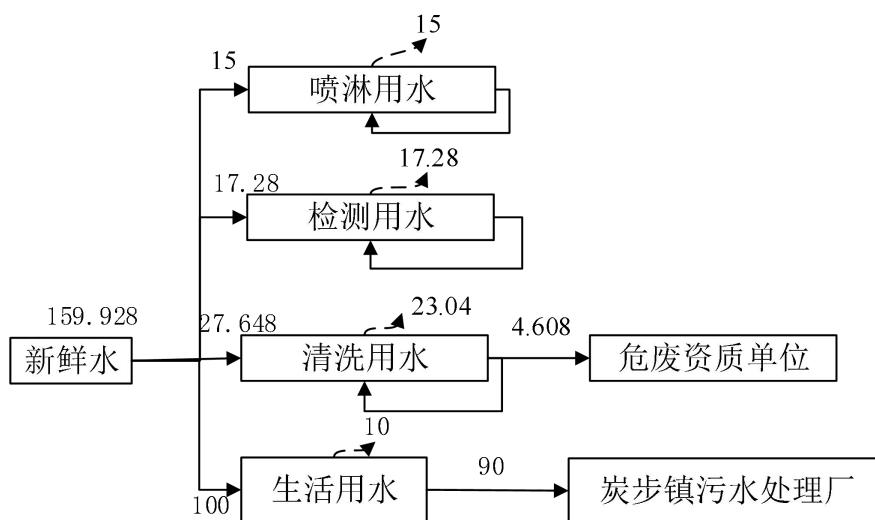 15
15
喷淋用水
17.28
17.28
检测用水
159.928
27.648
23.04
4.608
新鲜水
清洗用水
危废资质单位
10
90
100
生活用水
炭步镇污水处理厂